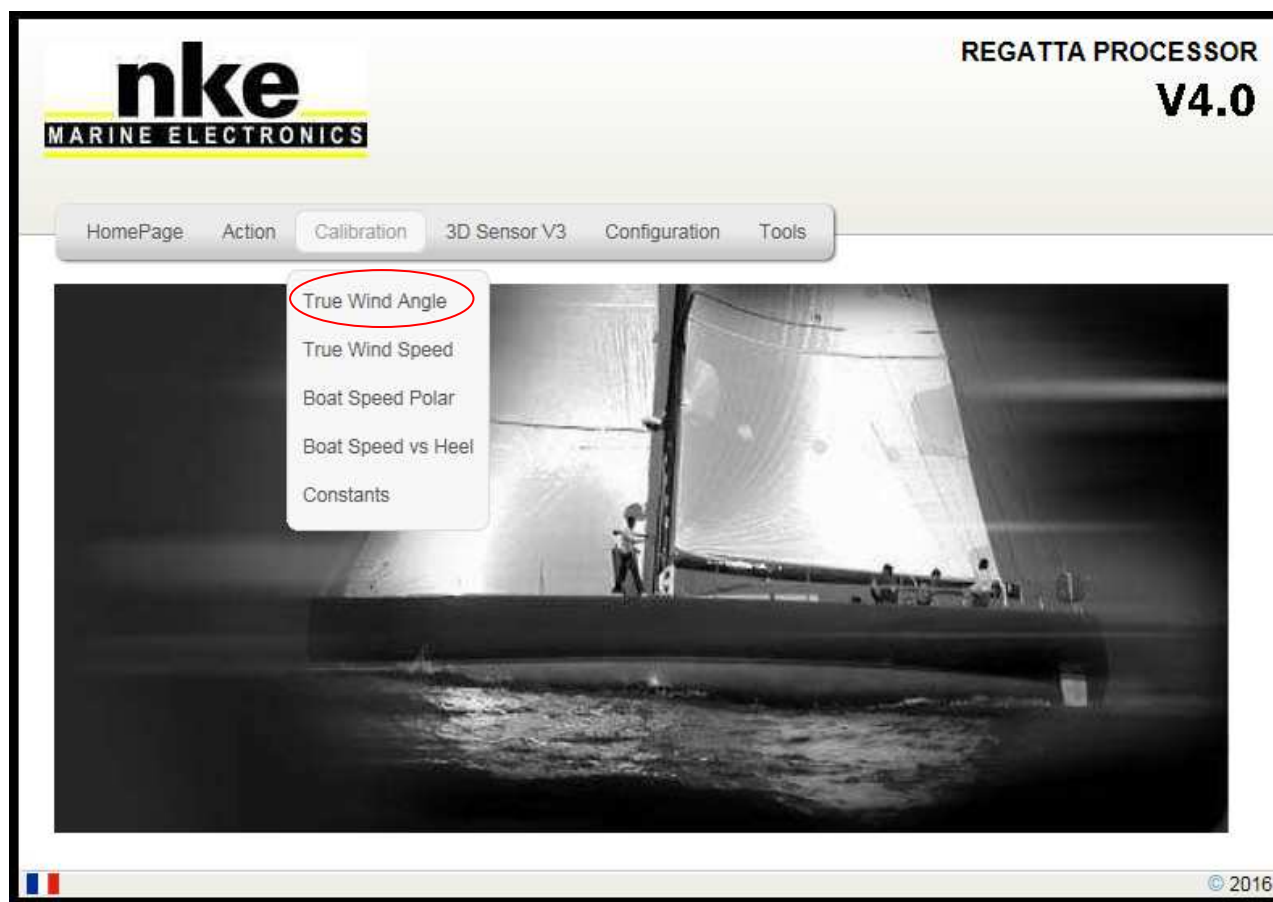 nke
MARINE ELECTRONICS
REGATTA PROCESSOR
V4.0
HomePage Action Calibration 3D Sensor V3 Configuration Tools
True Wind Angle
True Wind Speed
Boat Speed Polar
Boat Speed vs Heel
Constants
© 2016